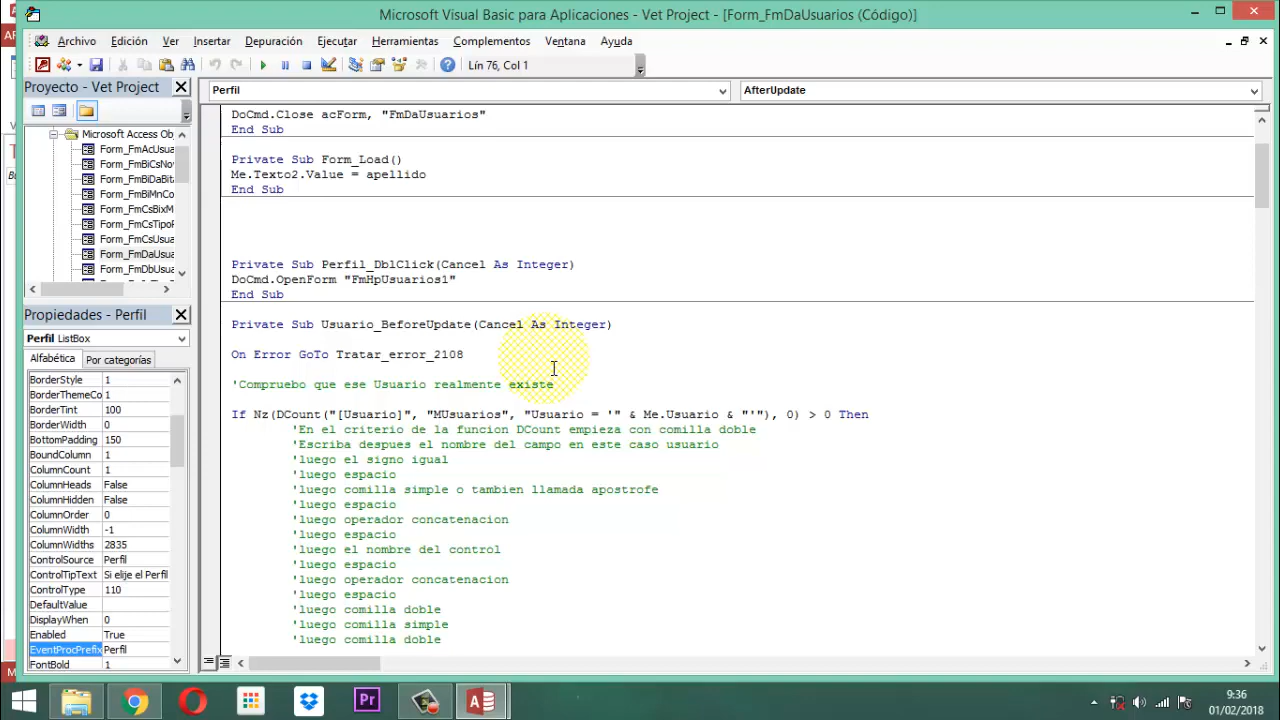 Microsoft Visual Basic para Aplicaciones - Vet Project - [Form_FmDaUsuarios (Código)]
Archivo Edición Ver Insertar Depuración Ejecutar Herramientas Complementos Ventana Ayuda
Lín 76, Col 1
Proyecto - Vet Project
Perfil
AfterUpdate
Microsoft Access Ob
Form_FmAcUsua
Form_FmBiCsNo
Form_FmBiDaBita
Form_FmBiMnCo
Form_FmCsBixM
Form_FmCsTipoP
Form_FmCsUsua
Form_FmDaUsua
Form_FmDbUsua
Propiedades - Perfil
Perfil ListBox
Alfabética Por categorías
BorderStyle 1
BorderThemeCo 1
BorderTint 100
BorderWidth 0
BottomPadding 150
BoundColumn 1
ColumnCount 1
ColumnHeads False
ColumnHidden False
ColumnOrder 0
ColumnWidth -1
ColumnWidths 2835
ControlSource Perfil
ControlTipText Si elije el Perfil
ControlType 110
DefaultValue
DisplayWhen 0
Enabled True
EventProcPrefix Perfil
FontBold 1
DoCmd.Close acForm, "FmDaUsuarios"
End Sub
Private Sub Form_Load()
Me.Texto2.Value = apellido
End Sub
Private Sub Perfil_DblClick(Cancel As Integer)
DoCmd.OpenForm "FmHpUsuarios1"
End Sub
Private Sub Usuario_BeforeUpdate(Cancel As Integer)
On Error GoTo Tratar_error_2108
'Compruebo que ese Usuario realmente existe
If Nz(DCount("[Usuario]", "MUsuarios", "Usuario = '" & Me.Usuario & "'"), 0) > 0 Then
'En el criterio de la funcion DCount empieza con comilla doble
'Escriba despues el nombre del campo en este caso usuario
'luego el signo igual
'luego espacio
'luego comilla simple o tambien llamada apostrofe
'luego espacio
'luego operador concatenacion
'luego espacio
'luego el nombre del control
'luego espacio
'luego operador concatenacion
'luego espacio
'luego comilla doble
'luego comilla simple
'luego comilla doble
Pr
9:36
01/02/2018